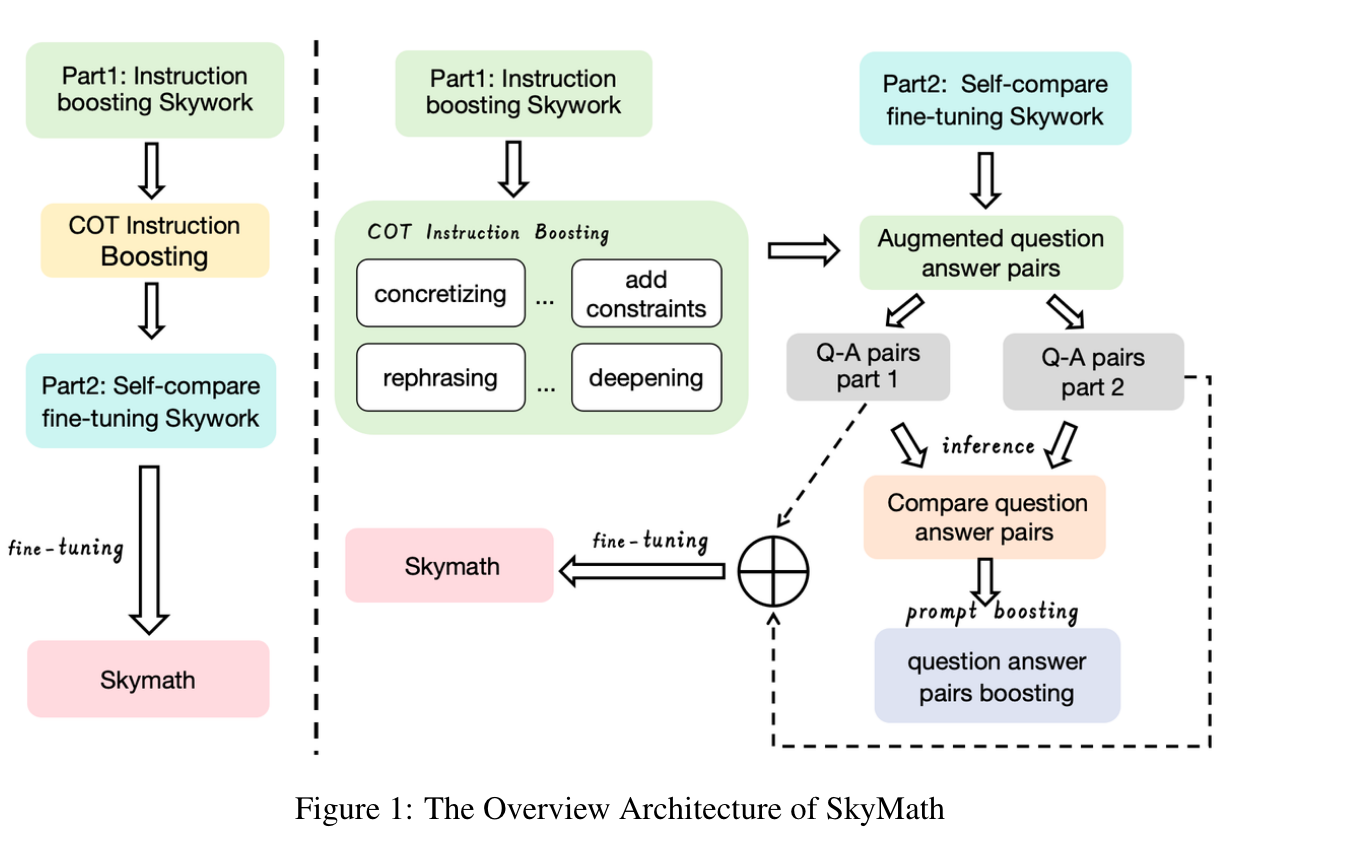 Part1: Instruction
boosting Skywork
COT Instruction
Boosting
Part2: Self-compare
fine-tuning Skywork
fine-tuning
Skymath
Part1: Instruction
boosting Skywork
COT Instruction Boosting
concretizing
...
add
constraints
rephrasing
...
deepening
Part2: Self-compare
fine-tuning Skywork
Augmented question
answer pairs
Q-A pairs
part 1
Q-A pairs
part 2
inference
Compare question
answer pairs
prompt boosting
question answer
pairs boosting
fine-tuning
Skymath
Figure 1: The Overview Architecture of SkyMath